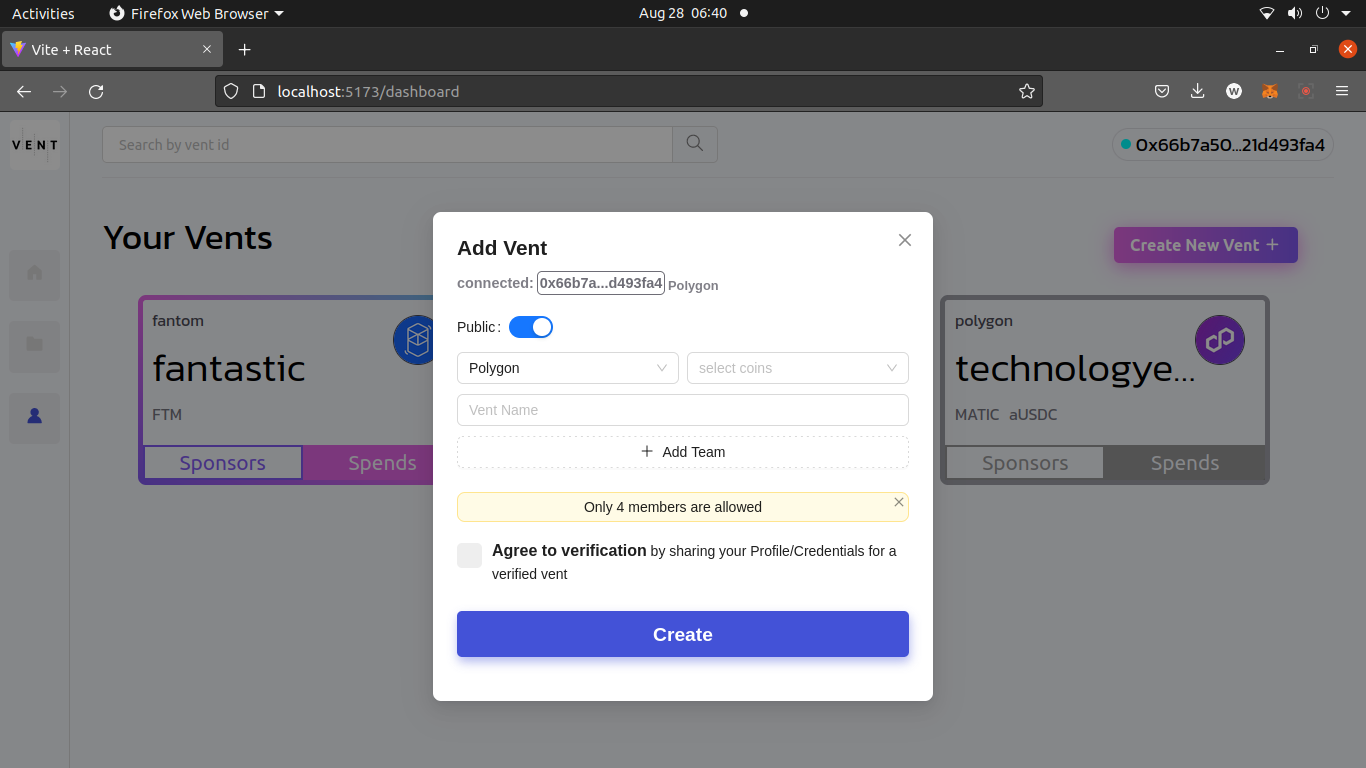 Activities
Firefox Web Browser
Aug 28 06:40
Vite + React
localhost:5173/dashboard
W
VENT
Search by vent id
0x66b7a50...21d493fa4
Your Vents
Create New Vent +
Add Vent
connected: 0x66b7a...d493fa4 Polygon
Public:
Polygon
select coins
Vent Name
+ Add Team
Only 4 members are allowed
Agree to verification by sharing your Profile/Credentials for a
verified vent
Create
fantom
fantastic
FTM
Sponsors
Spends
polygon
technologye...
MATIC aUSDC
Sponsors
Spends